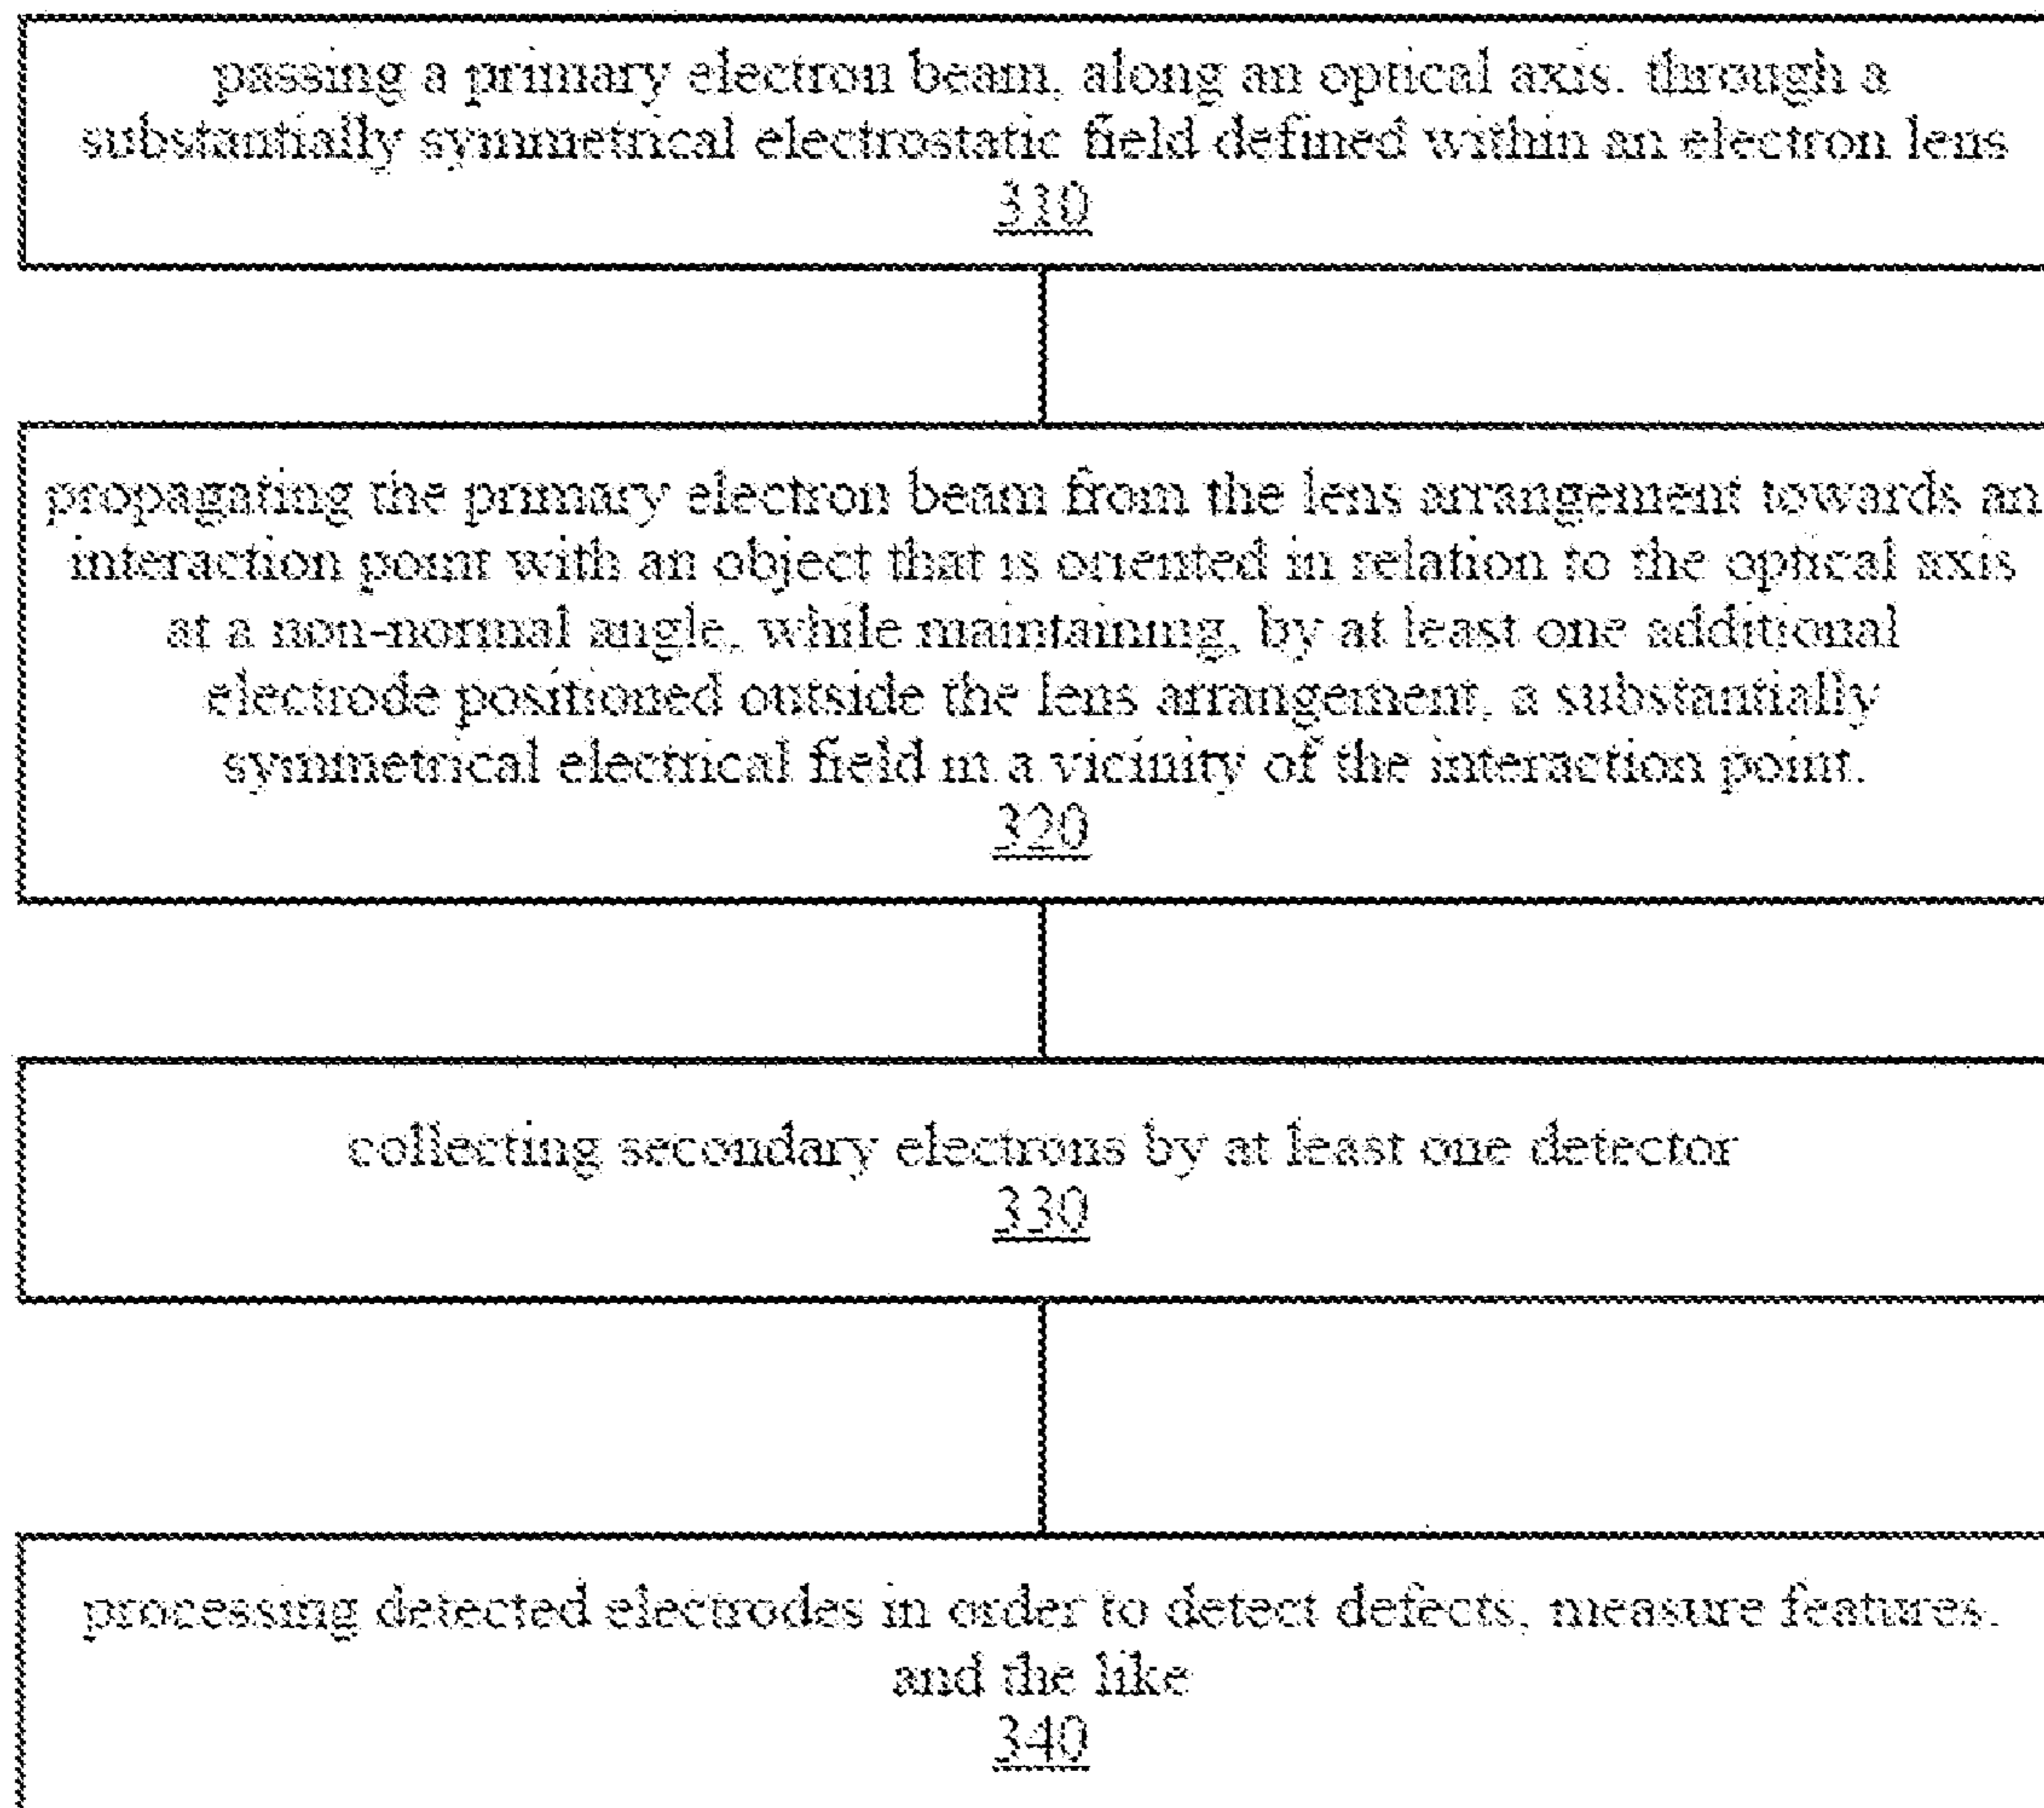 passing a primary electron beam, along an optical axis, through a
substantially symmetrical electrostatic field defined within an electron lens
310
propagating the primary electron beam from the lens arrangement towards an
interaction point with an object that is oriented in relation to the optical axis
at a non-normal angle, while maintaining, by at least one additional
electrode positioned outside the lens arrangement, a substantially
symmetrical electrical field in a vicinity of the interaction point.
320
collecting secondary electrons by at least one detector
330
processing detected electrodes in order to detect defects, measure features,
and the like
340